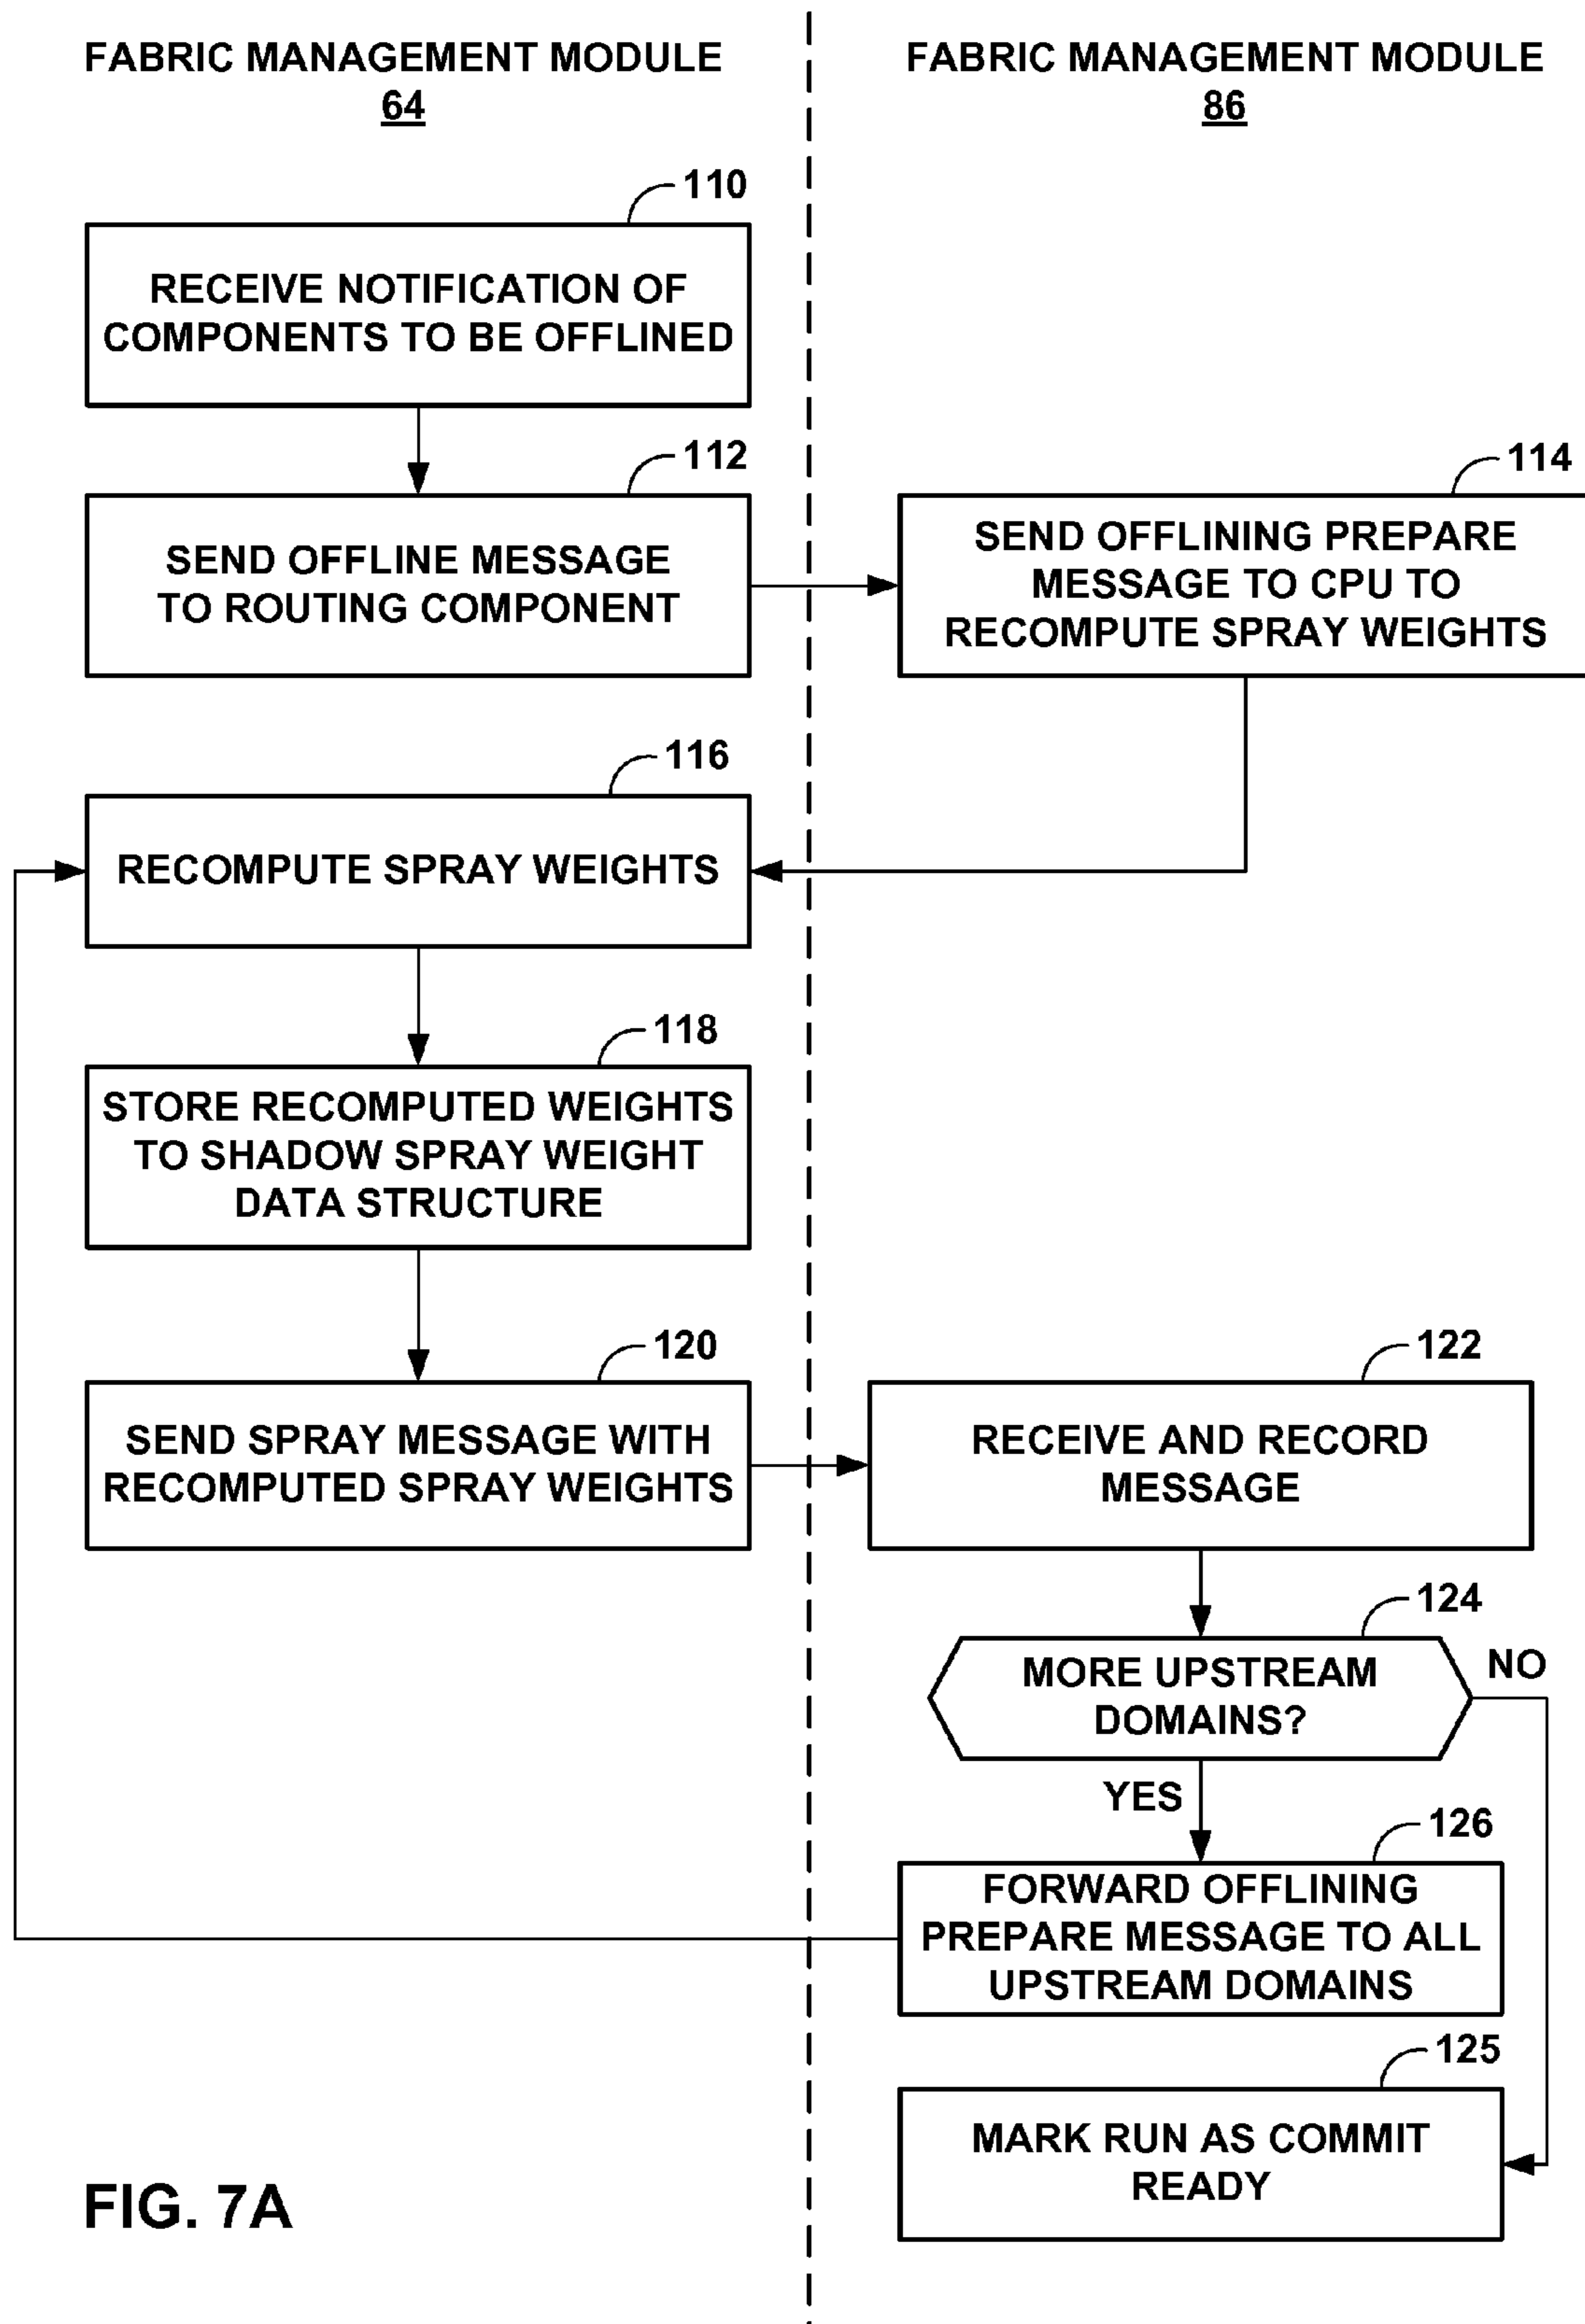 FABRIC MANAGEMENT MODULE
64
FABRIC MANAGEMENT MODULE
86
110
RECEIVE NOTIFICATION OF
COMPONENTS TO BE OFFLINED
112
SEND OFFLINE MESSAGE
TO ROUTING COMPONENT
114
SEND OFFLINING PREPARE
MESSAGE TO CPU TO
RECOMPUTE SPRAY WEIGHTS
116
RECOMPUTE SPRAY WEIGHTS
118
STORE RECOMPUTED WEIGHTS
TO SHADOW SPRAY WEIGHT
DATA STRUCTURE
120
SEND SPRAY MESSAGE WITH
RECOMPUTED SPRAY WEIGHTS
122
RECEIVE AND RECORD
MESSAGE
124
MORE UPSTREAM
DOMAINS?
NO
YES
126
FORWARD OFFLINING
PREPARE MESSAGE TO ALL
UPSTREAM DOMAINS
125
MARK RUN AS COMMIT
READY
FIG. 7A